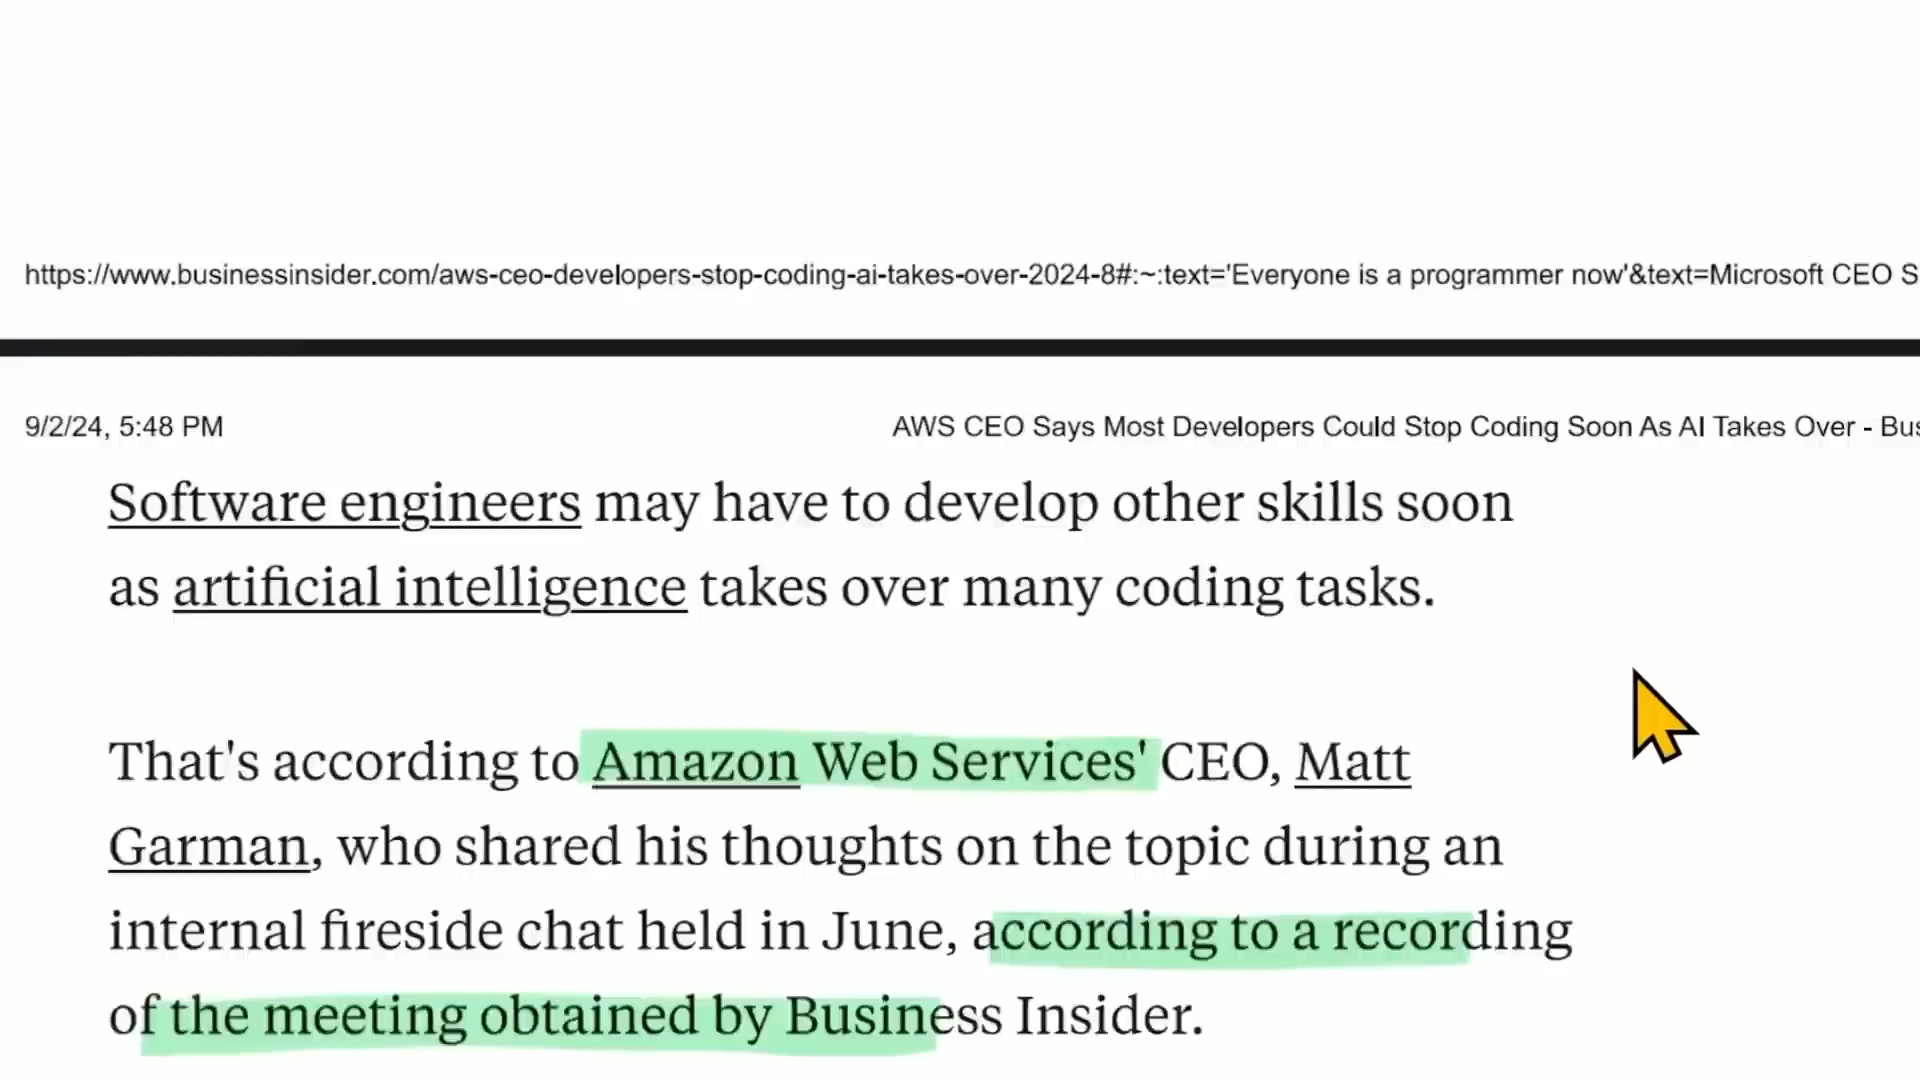 https://www.businessinsider.com/aws-ceo-developers-stop-coding-ai-takes-over-2024-8#:~:text='Everyone is a programmer now'&text=Microsoft CEO S
9/2/24, 5:48 PM
AWS CEO Says Most Developers Could Stop Coding Soon As AI Takes Over - Bus
Software engineers may have to develop other skills soon
as artificial intelligence takes over many coding tasks.
That's according to Amazon Web Services' CEO, Matt
Garman, who shared his thoughts on the topic during an
internal fireside chat held in June, according to a recording
of the meeting obtained by Business Insider.